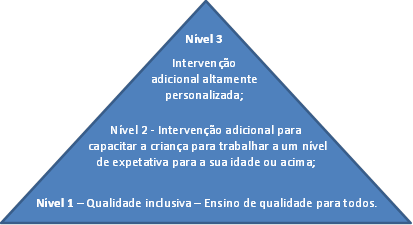 Nível 3
Intervenção
adicional altamente
personalizada;
Nível 2 - Intervenção adicional para
capacitar a criança para trabalhar a um nível
de expetativa para a sua idade ou acima;
Nível 1 – Qualidade inclusiva – Ensino de qualidade para todos.